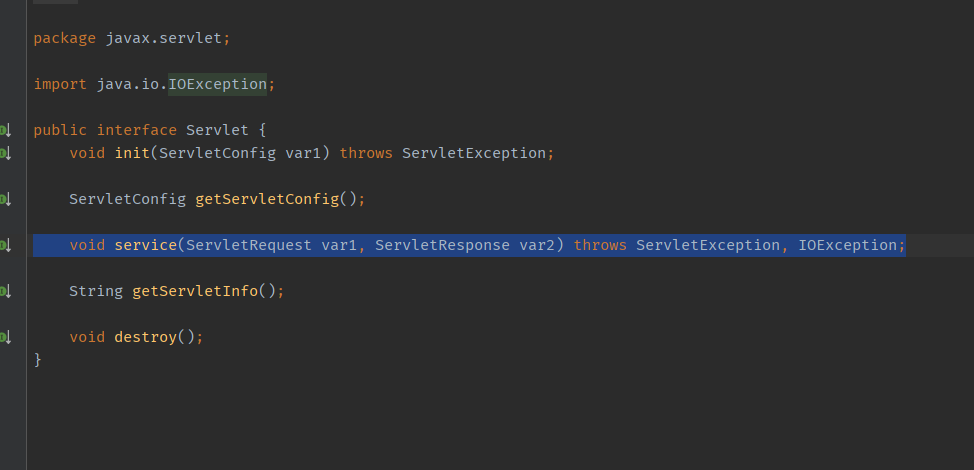 package javax.servlet;
import java.io.IOException;
public interface Servlet {
void init(ServletConfig var1) throws ServletException;
ServletConfig getServletConfig();
void service(ServletRequest var1, ServletResponse var2) throws ServletException, IOException;
String getServletInfo();
void destroy();
}